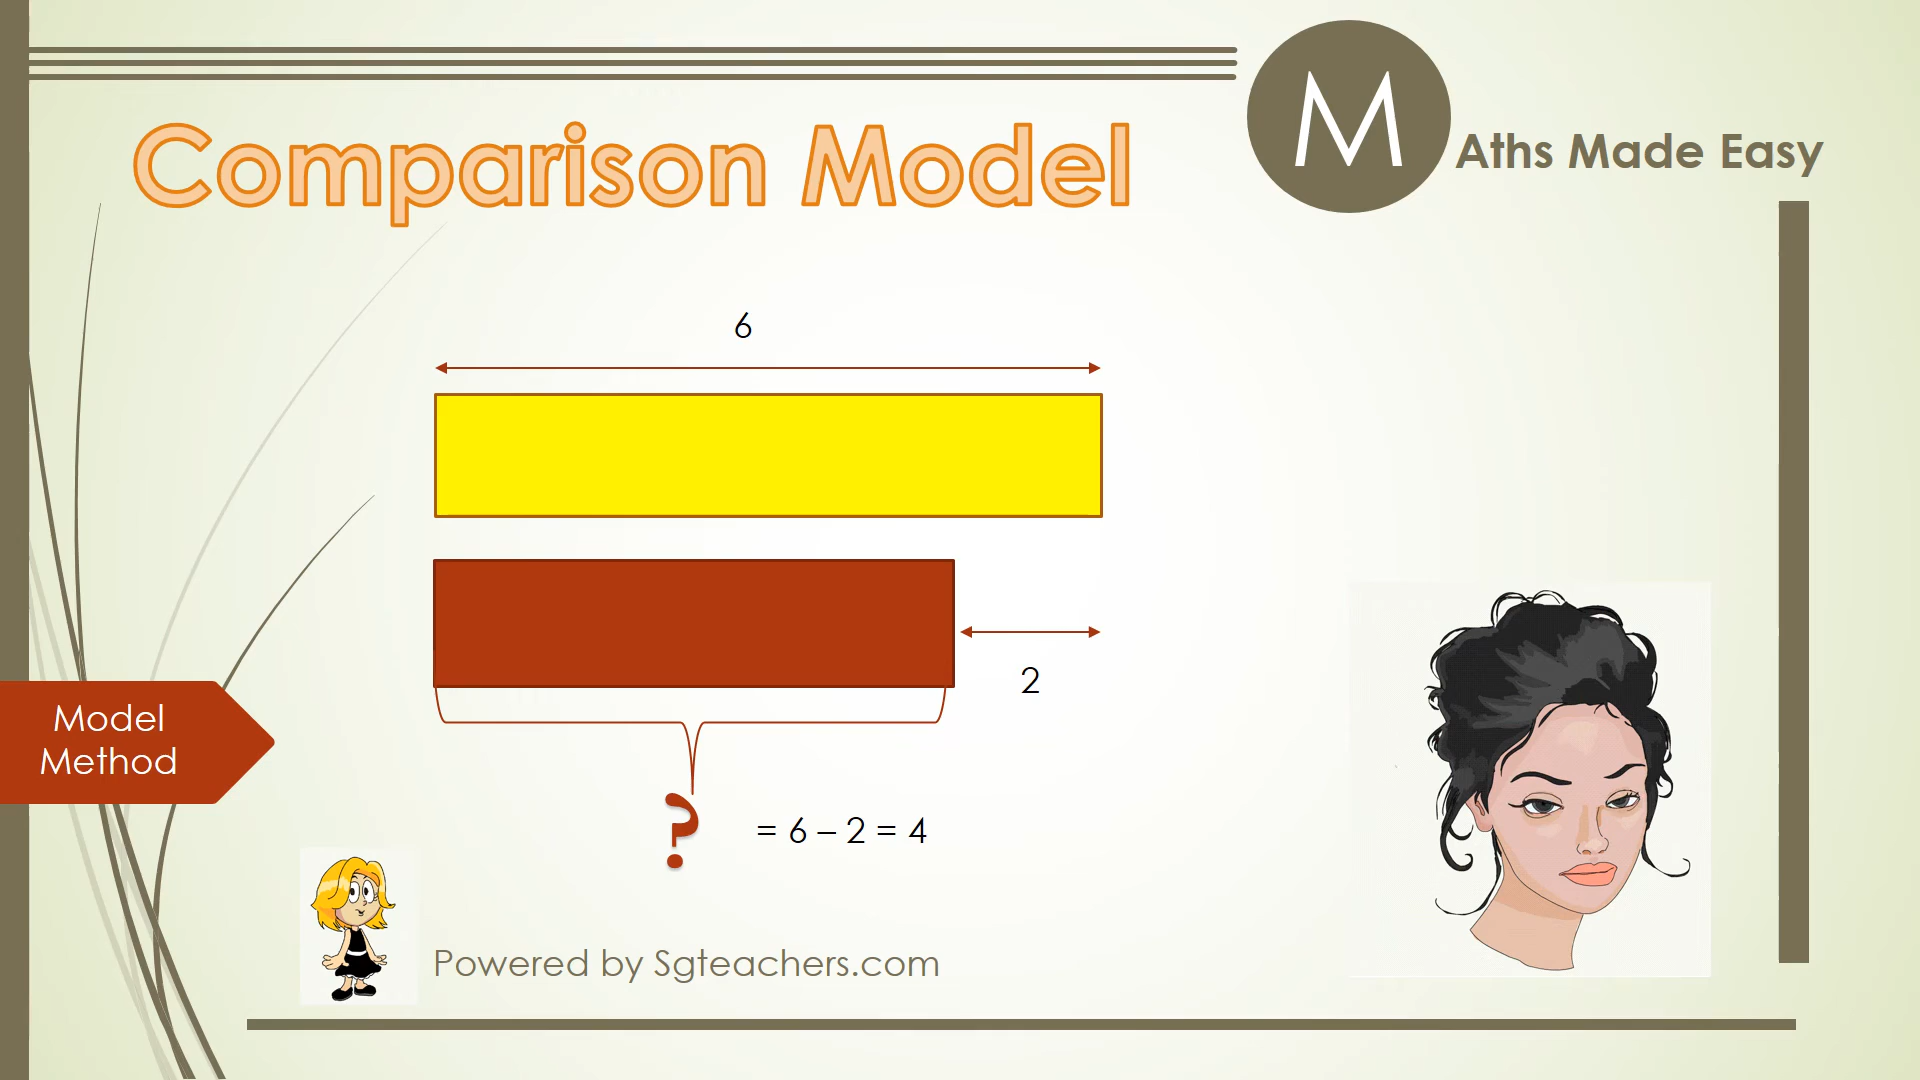 Comparison Model
M
Aths Made Easy
6
2
Model
Method
? = 6 – 2 = 4
Powered by Sgteachers.com